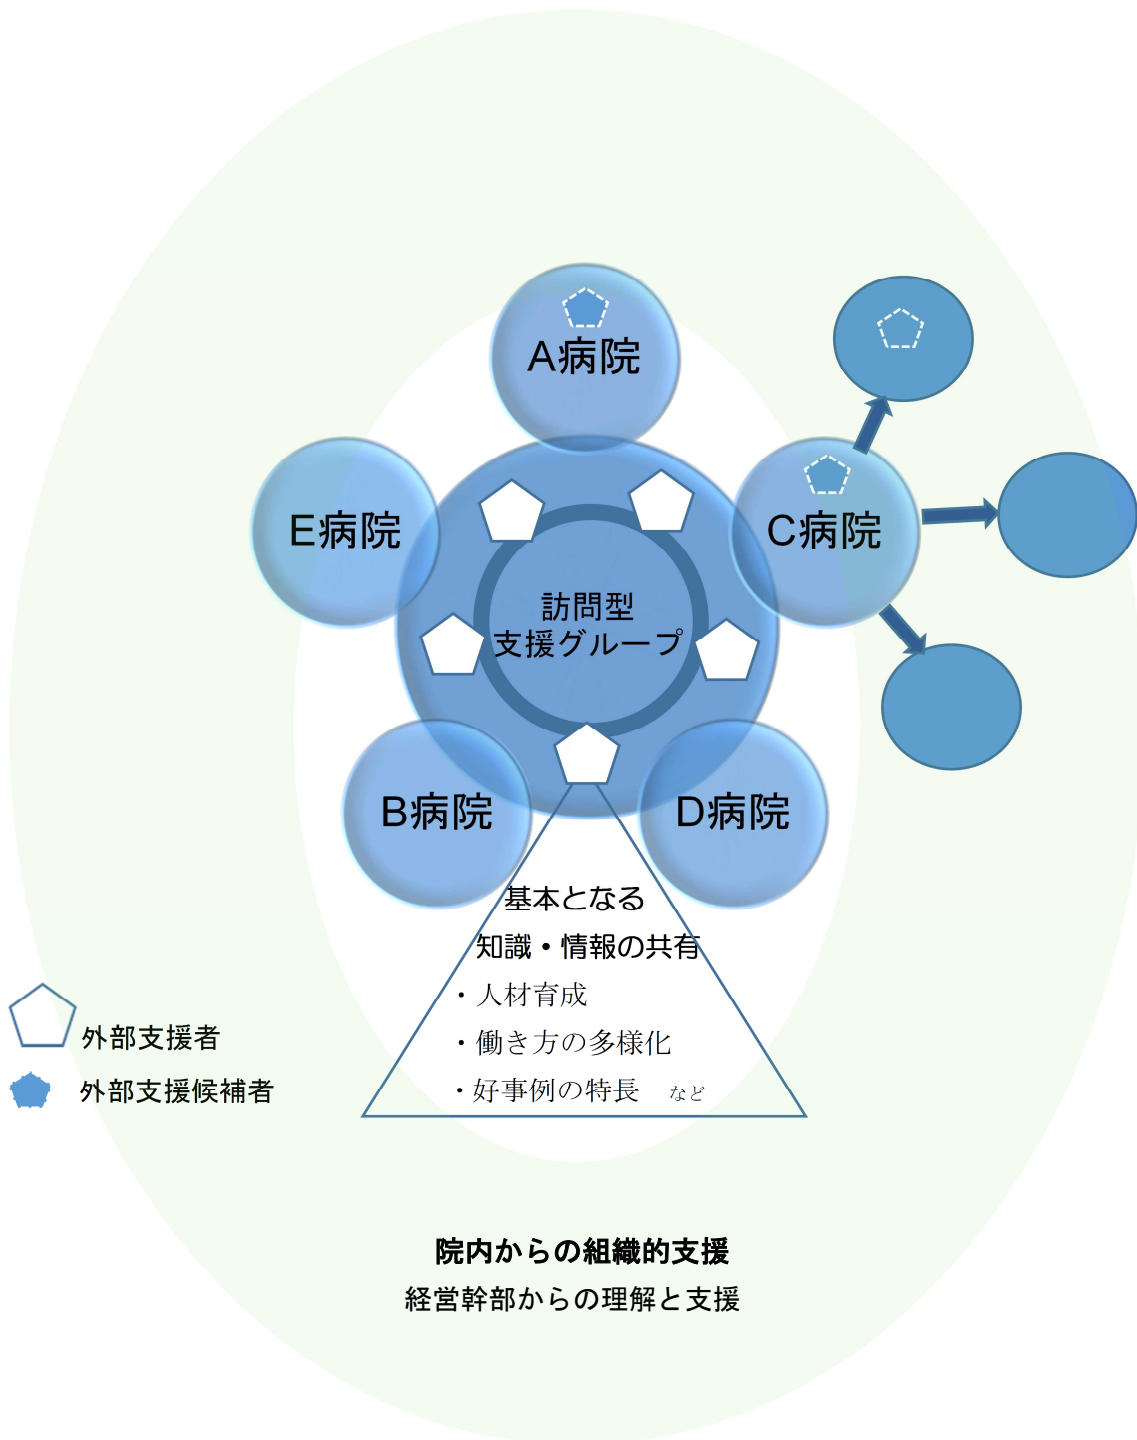 A病院
E病院
C病院
訪問型
支援グループ
B病院
D病院
基本となる
知識・情報の共有
・人材育成
・働き方の多様化
・好事例の特長 など
外部支援者
外部支援候補者
院内からの組織的支援
経営幹部からの理解と支援